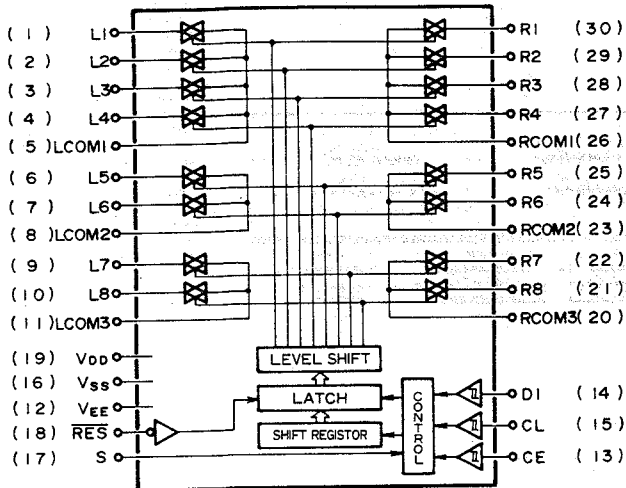 (1) L1 R1 (30)
(2) L2 R2 (29)
(3) L3 R3 (28)
(4) L4 R4 (27)
(5) LCOM1 RCOM1 (26)
(6) L5 R5 (25)
(7) L6 R6 (24)
(8) LCOM2 RCOM2 (23)
(9) L7 R7 (22)
(10) L8 R8 (21)
(11) LCOM3 RCOM3 (20)
(19) VDD LEVEL SHIFT
(16) VSS LATCH DI (14)
(12) VEE CONTROL CL (15)
(18) RES SHIFT REGISTOR
(17) S CE (13)